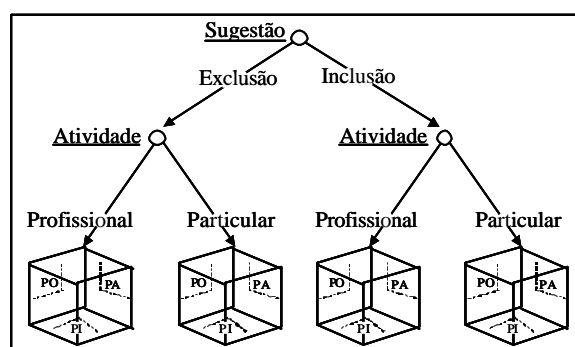 Sugestão
Exclusão Inclusão
Atividade Atividade
Profissional Particular Profissional Particular
PO PA PO PA PO PA PO PA
PI PI PI PI